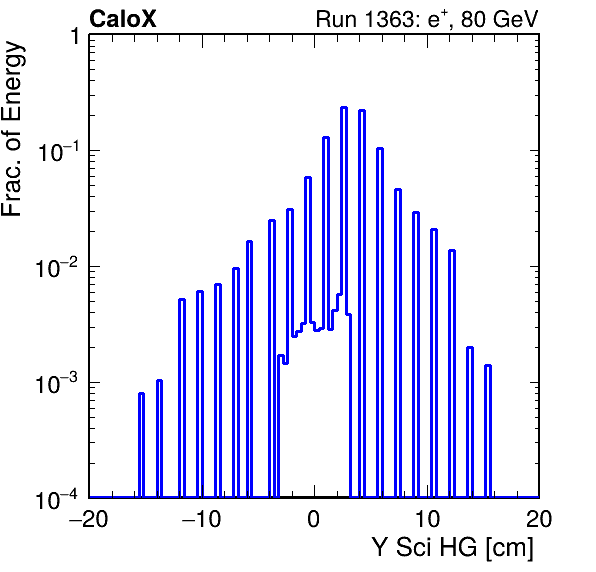 CaloX Run 1363: e⁺, 80 GeV
Frac. of Energy
1
10⁻¹
10⁻²
10⁻³
10⁻⁴
−20 −10 0 10 20
Y Sci HG [cm]